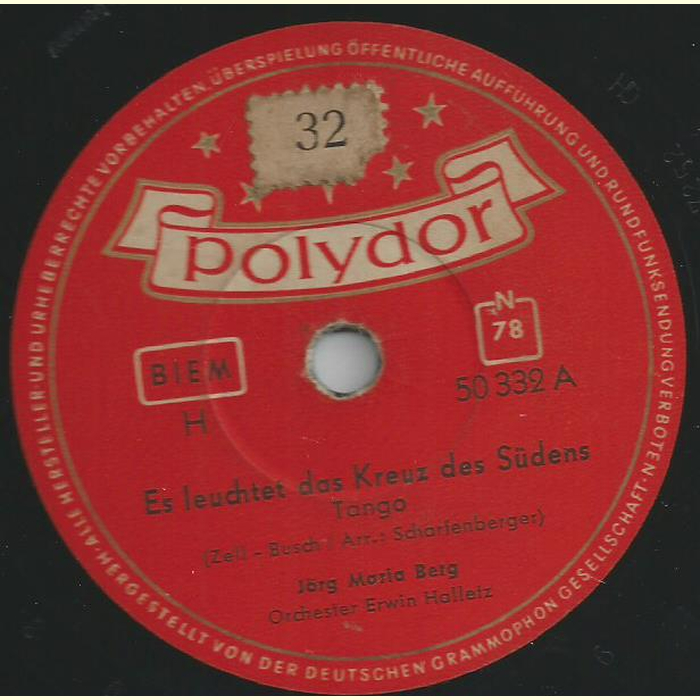 32
polydor
N
78
BIEM
50 332 A
H
Es leuchtet das Kreuz des Südens
Tango
(Zell - Busch / Arr.: Scharfenberger)
Jörg Maria Berg
Orchester Erwin Halletz
ALLE HERSTELLER- UND URHEBERRECHTE VORBEHALTEN. ÜBERSPIELUNG ÖFFENTLICHE AUFFÜHRUNG UND RUNDFUNKSENDUNG VERBOTEN · HERGESTELLT VON DER DEUTSCHEN GRAMMOPHON GESELLSCHAFT ·